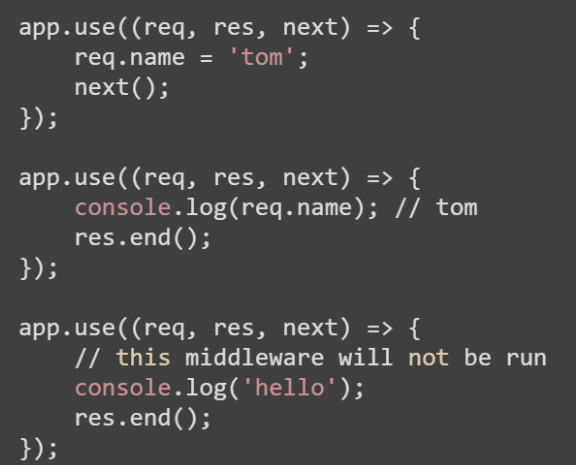 app.use((req, res, next) => {
    req.name = 'tom';
    next();
});

app.use((req, res, next) => {
    console.log(req.name); // tom
    res.end();
});

app.use((req, res, next) => {
    // this middleware will not be run
    console.log('hello');
    res.end();
});